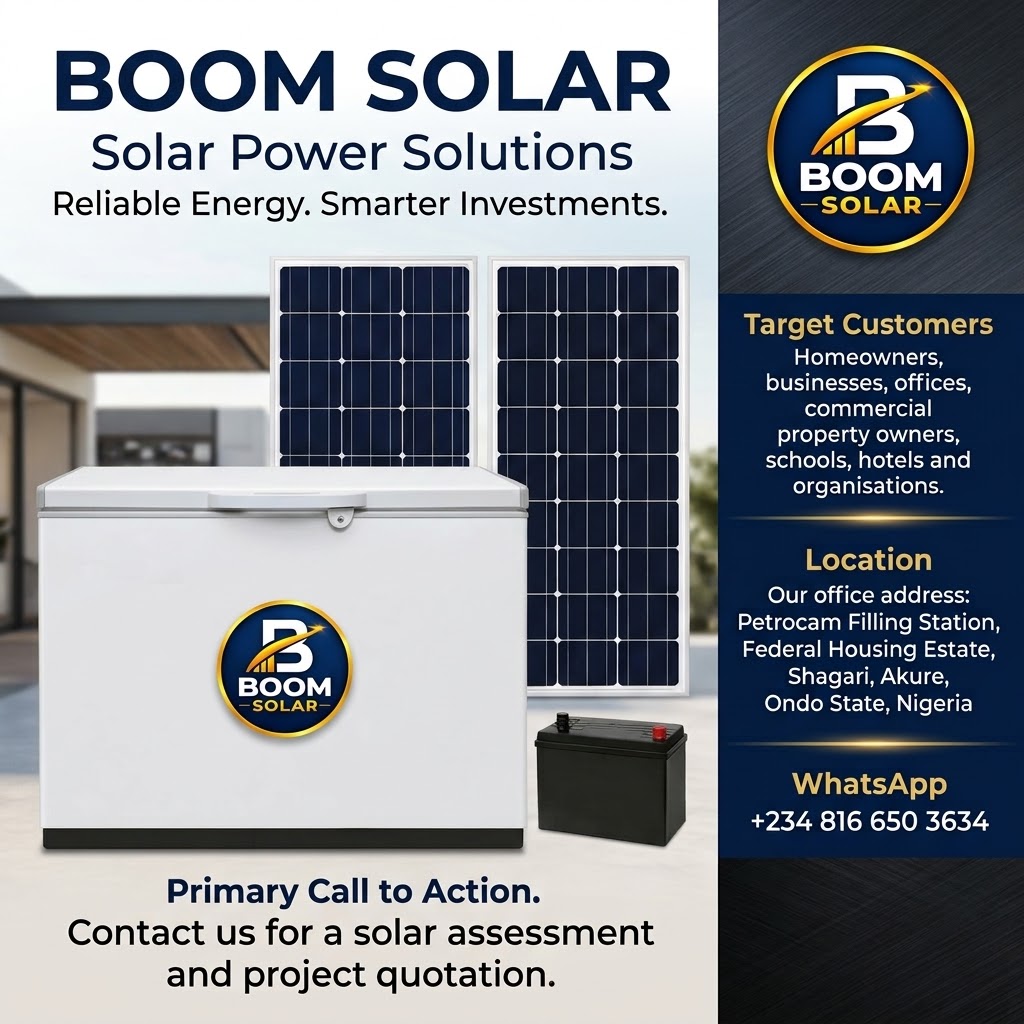 BOOM SOLAR
Solar Power Solutions
Reliable Energy. Smarter Investments.
B
BOOM
SOLAR
Target Customers
Homeowners,
businesses, offices,
commercial
property owners,
schools, hotels and
organisations.
Location
Our office address:
Petrocam Filling Station,
Federal Housing Estate,
Shagari, Akure,
Ondo State, Nigeria
WhatsApp
+234 816 650 3634
B
BOOM
SOLAR
Primary Call to Action.
Contact us for a solar assessment
and project quotation.